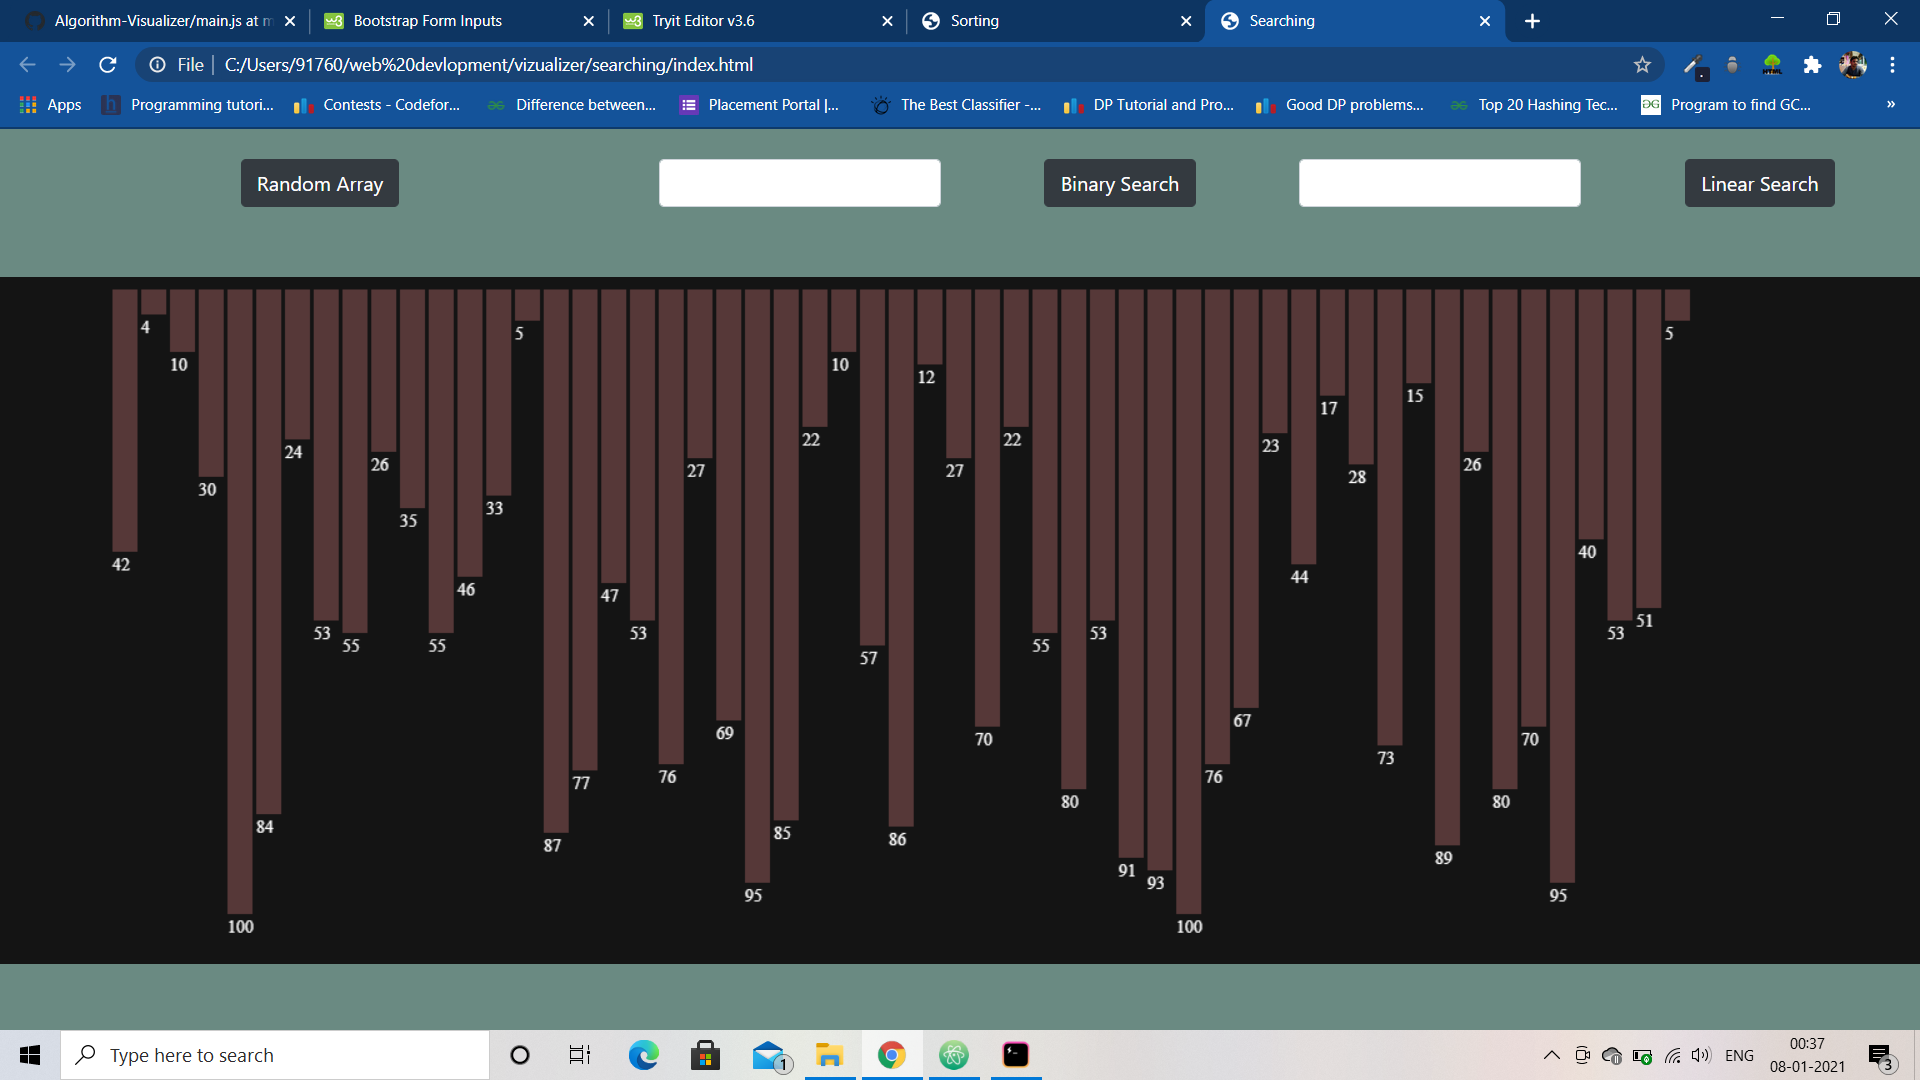 Algorithm-Visualizer/main.js at m
Bootstrap Form Inputs
Tryit Editor v3.6
Sorting
Searching
File
C:/Users/91760/web%20devlopment/vizualizer/searching/index.html
Apps
Programming tutori...
Contests - Codefor...
Difference between...
Placement Portal |...
The Best Classifier -...
DP Tutorial and Pro...
Good DP problems...
Top 20 Hashing Tec...
Program to find GC...
»
Random Array
Binary Search
Linear Search
42
4
10
30
100
84
24
53
55
26
35
55
46
33
5
87
77
47
53
76
27
69
95
85
22
10
57
86
12
27
70
22
55
80
53
91
93
100
76
67
23
44
17
28
73
15
89
26
80
70
95
40
53
51
5
Type here to search
1
ENG
00:37
08-01-2021
3